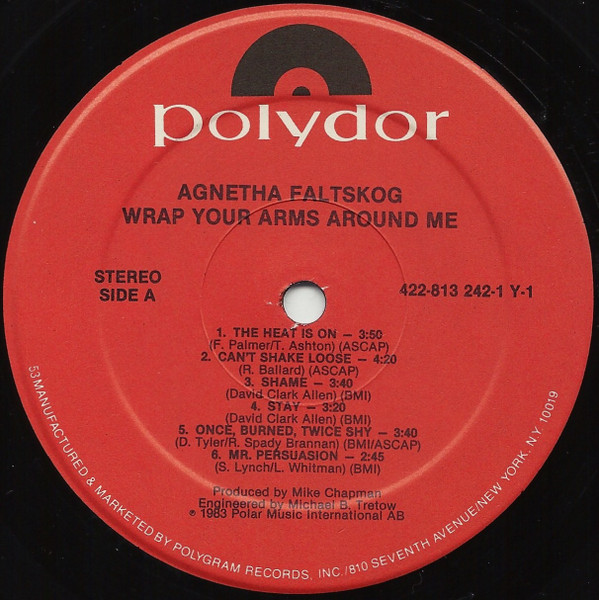 polydor
AGNETHA FALTSKOG
WRAP YOUR ARMS AROUND ME
STEREO
SIDE A
422-813 242-1 Y-1
1. THE HEAT IS ON – 3:50
(F. Palmer/T. Ashton) (ASCAP)
2. CAN'T SHAKE LOOSE – 4:20
(R. Ballard) (ASCAP)
3. SHAME – 3:40
(David Clark Allen) (BMI)
4. STAY – 3:20
(David Clark Allen) (BMI)
5. ONCE, BURNED, TWICE SHY – 3:40
(D. Tyler/R. Spady Brannan) (BMI/ASCAP)
6. MR. PERSUASION – 2:45
(S. Lynch/L. Whitman) (BMI)
Produced by Mike Chapman
Engineered by Michael B. Tretow
℗ 1983 Polar Music International AB
53 MANUFACTURED & MARKETED BY POLYGRAM RECORDS, INC./810 SEVENTH AVENUE/NEW YORK, N.Y. 10019